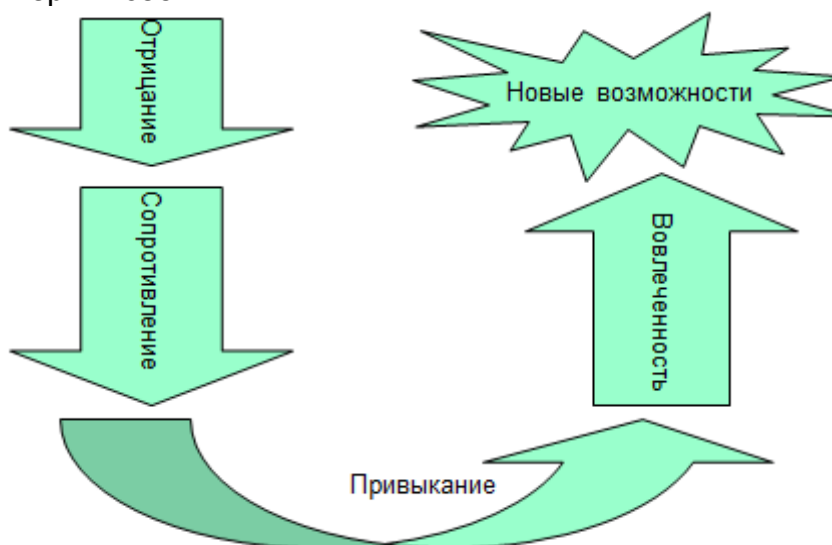 Отрицание
Сопротивление
Привыкание
Вовлеченность
Новые возможности